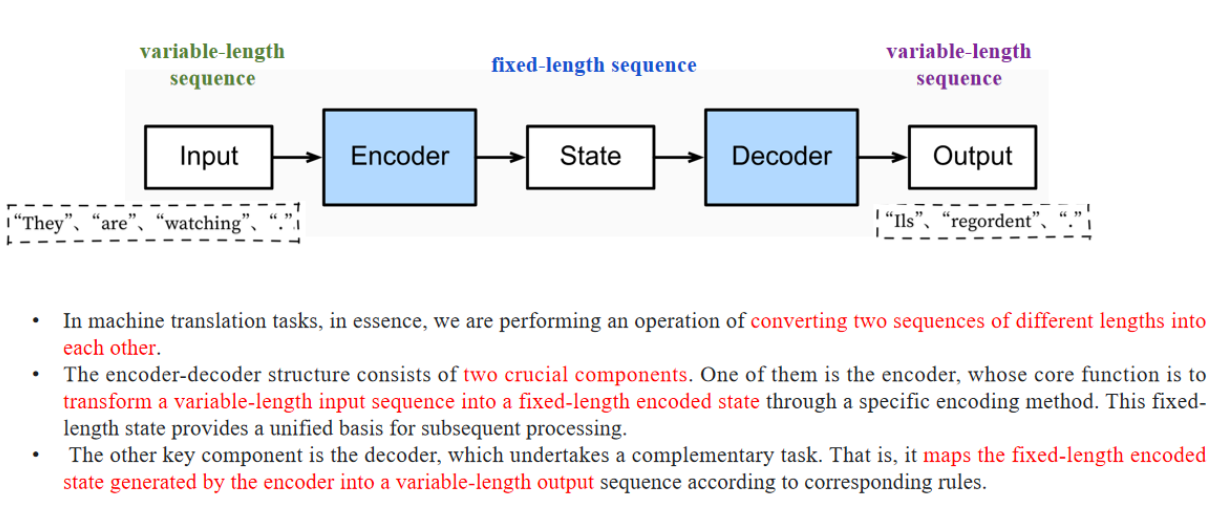 variable-length
sequence
fixed-length sequence
variable-length
sequence
Input
Encoder
State
Decoder
Output
“They”、“are”、“watching”、“.”
“Ils”、“regordent”、“.”
• In machine translation tasks, in essence, we are performing an operation of converting two sequences of different lengths into
each other.
• The encoder-decoder structure consists of two crucial components. One of them is the encoder, whose core function is to
transform a variable-length input sequence into a fixed-length encoded state through a specific encoding method. This fixed-
length state provides a unified basis for subsequent processing.
• The other key component is the decoder, which undertakes a complementary task. That is, it maps the fixed-length encoded
state generated by the encoder into a variable-length output sequence according to corresponding rules.